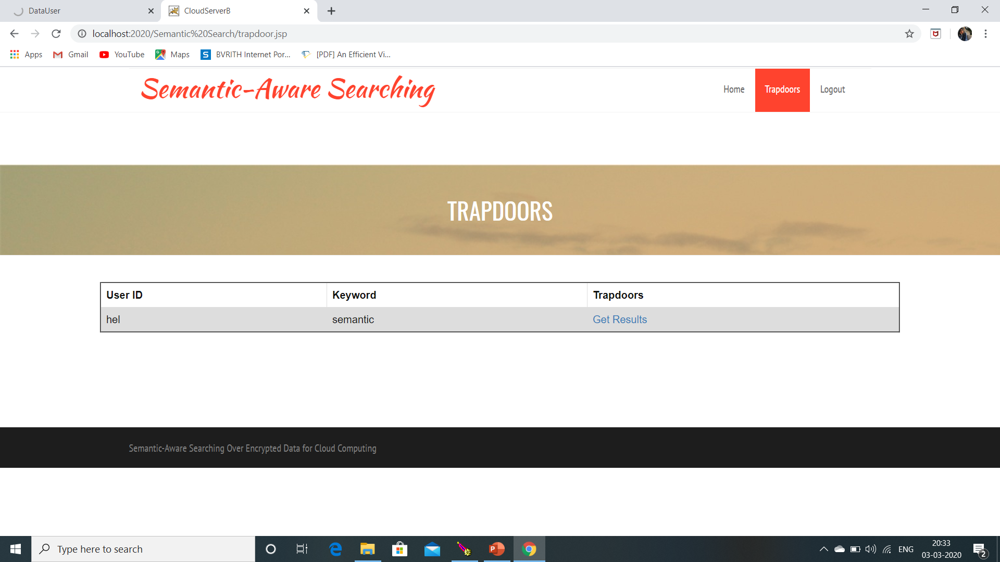 DataUser
CloudServerB
localhost:2020/Semantic%20Search/trapdoor.jsp
Apps
Gmail
YouTube
Maps
S
BVRITH Internet Por...
[PDF] An Efficient Vi...
Semantic-Aware Searching
Home
Trapdoors
Logout
TRAPDOORS
User ID
Keyword
Trapdoors
hel
semantic
Get Results
Semantic-Aware Searching Over Encrypted Data for Cloud Computing
Type here to search
P
ENG
20:33
03-03-2020
2